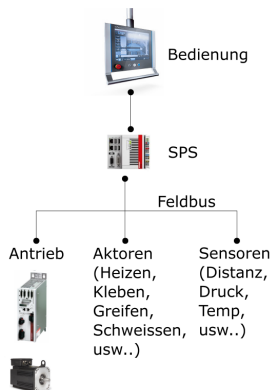 Bedienung
SPS
Feldbus
Antrieb
Aktoren
(Heizen,
Kleben,
Greifen,
Schweissen,
usw..)
Sensoren
(Distanz,
Druck,
Temp,
usw..)